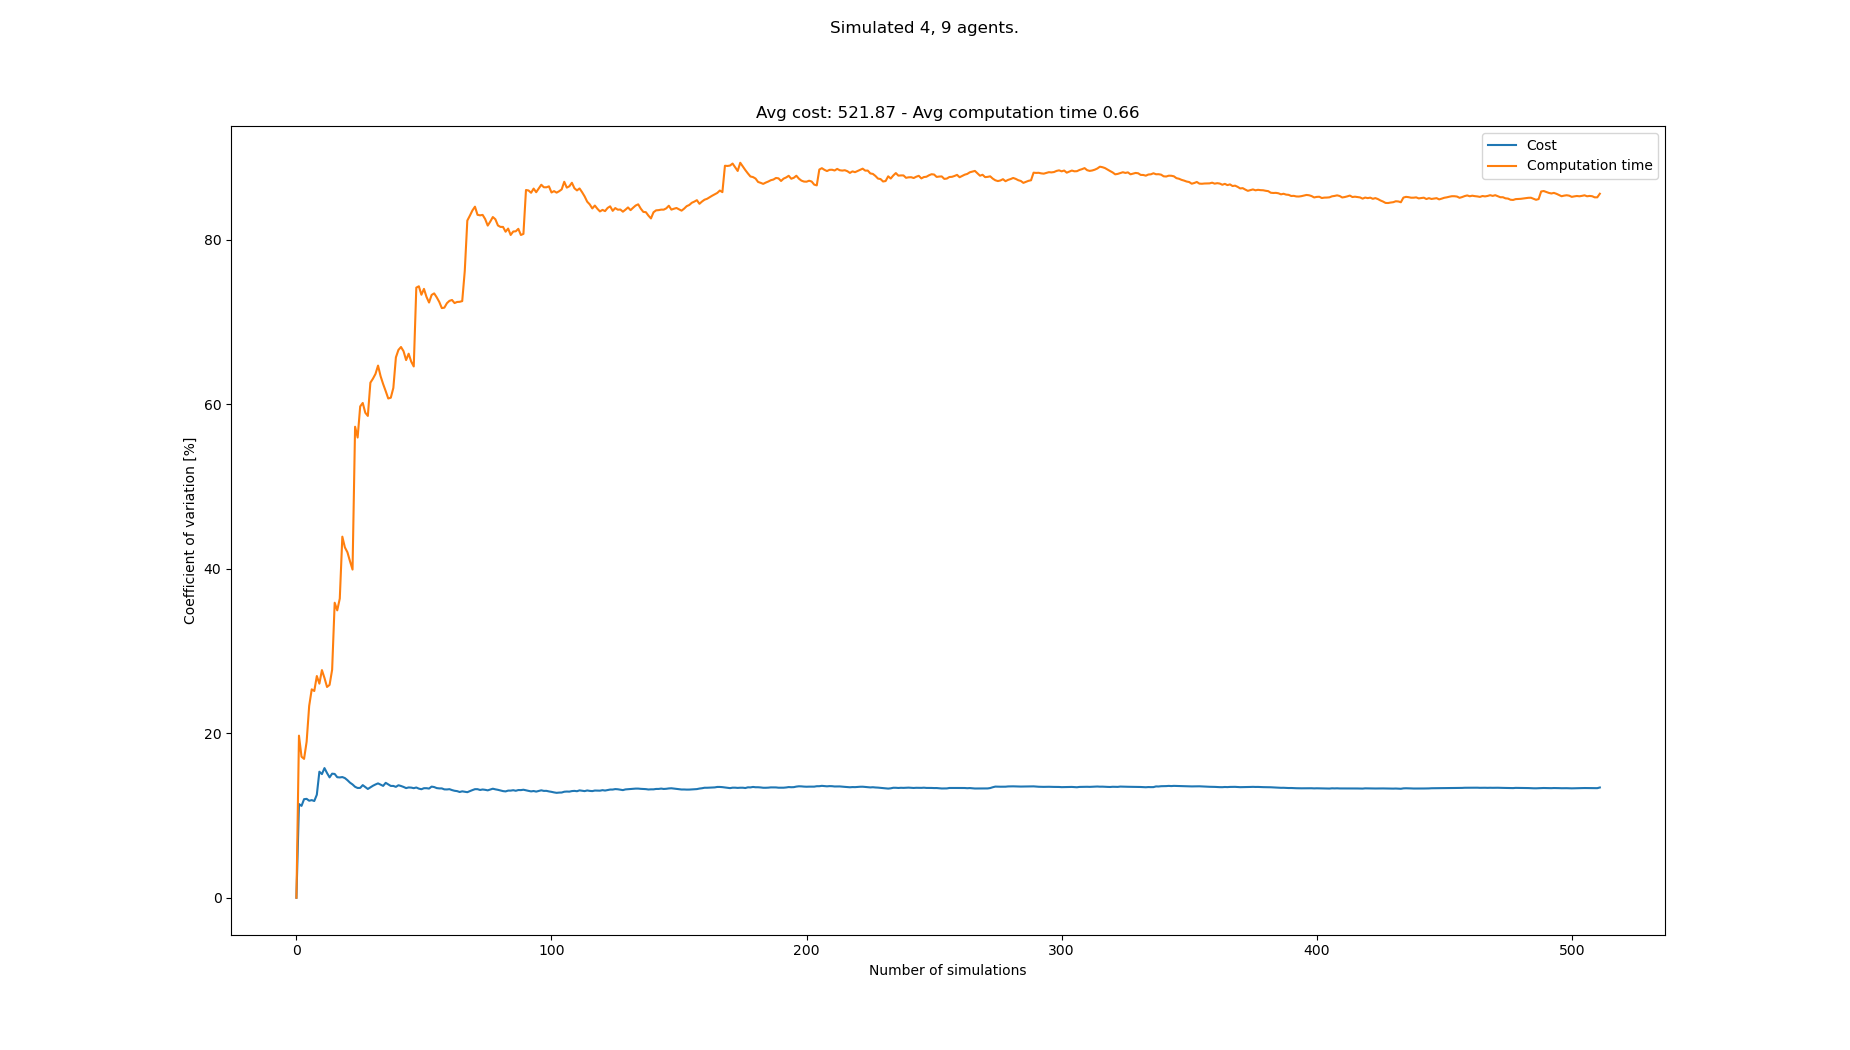 Simulated 4, 9 agents.
Avg cost: 521.87 - Avg computation time 0.66
Cost
Computation time
Coefficient of variation [%]
80
60
40
20
0
0 100 200 300 400 500
Number of simulations